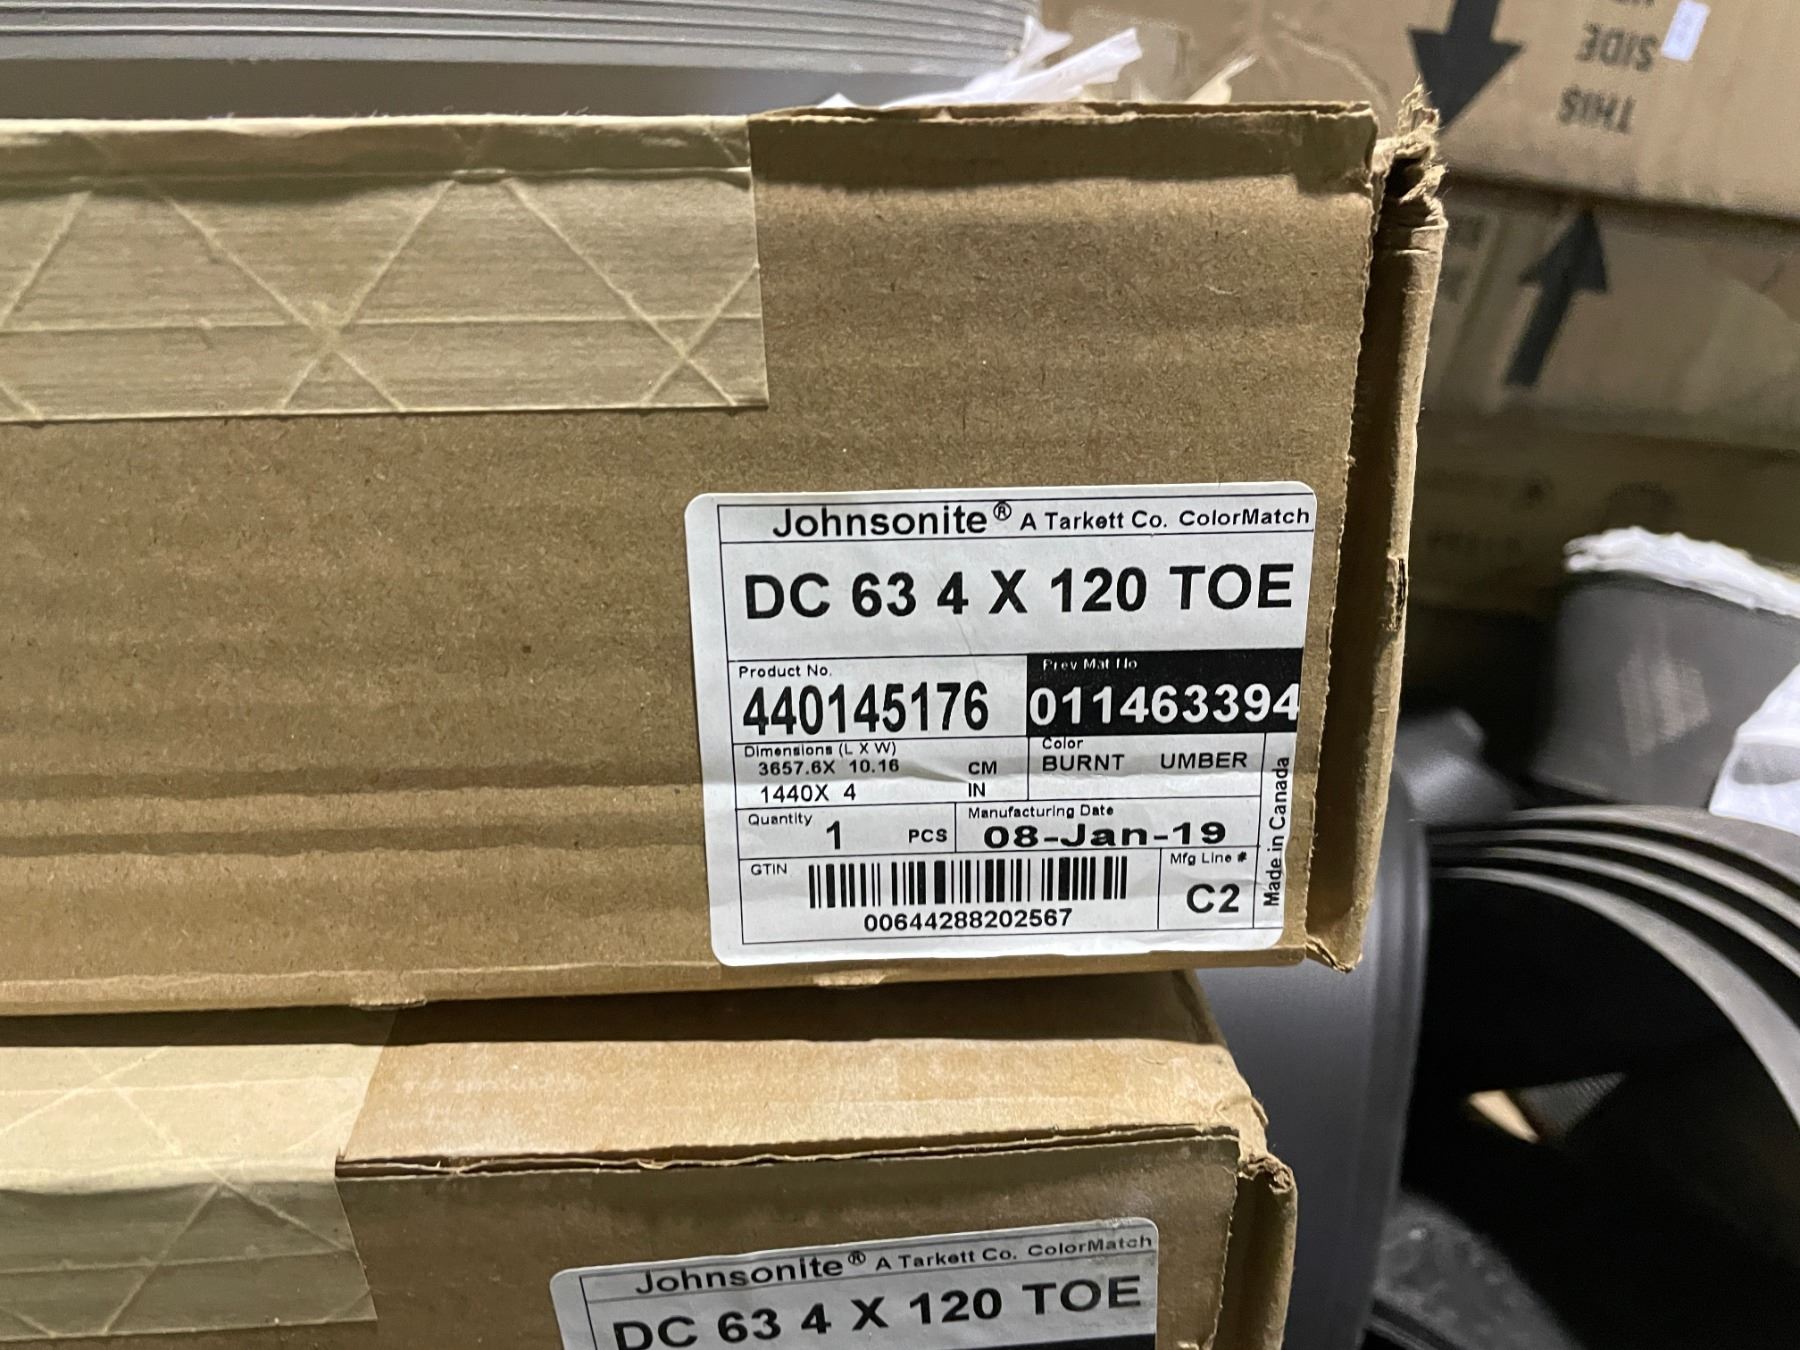 THIS
SIDE
Johnsonite® A Tarkett Co. ColorMatch
DC 63 4 X 120 TOE
Product No.
440145176
Prev Mat No
011463394
Dimensions (L X W)
3657.6X 10.16 CM
1440X 4 IN
Color
BURNT UMBER
Quantity
1 PCS
Manufacturing Date
08-Jan-19
GTIN
00644288202567
Mfg Line #
C2
Made in Canada
Johnsonite® A Tarkett Co. ColorMatch
DC 63 4 X 120 TOE